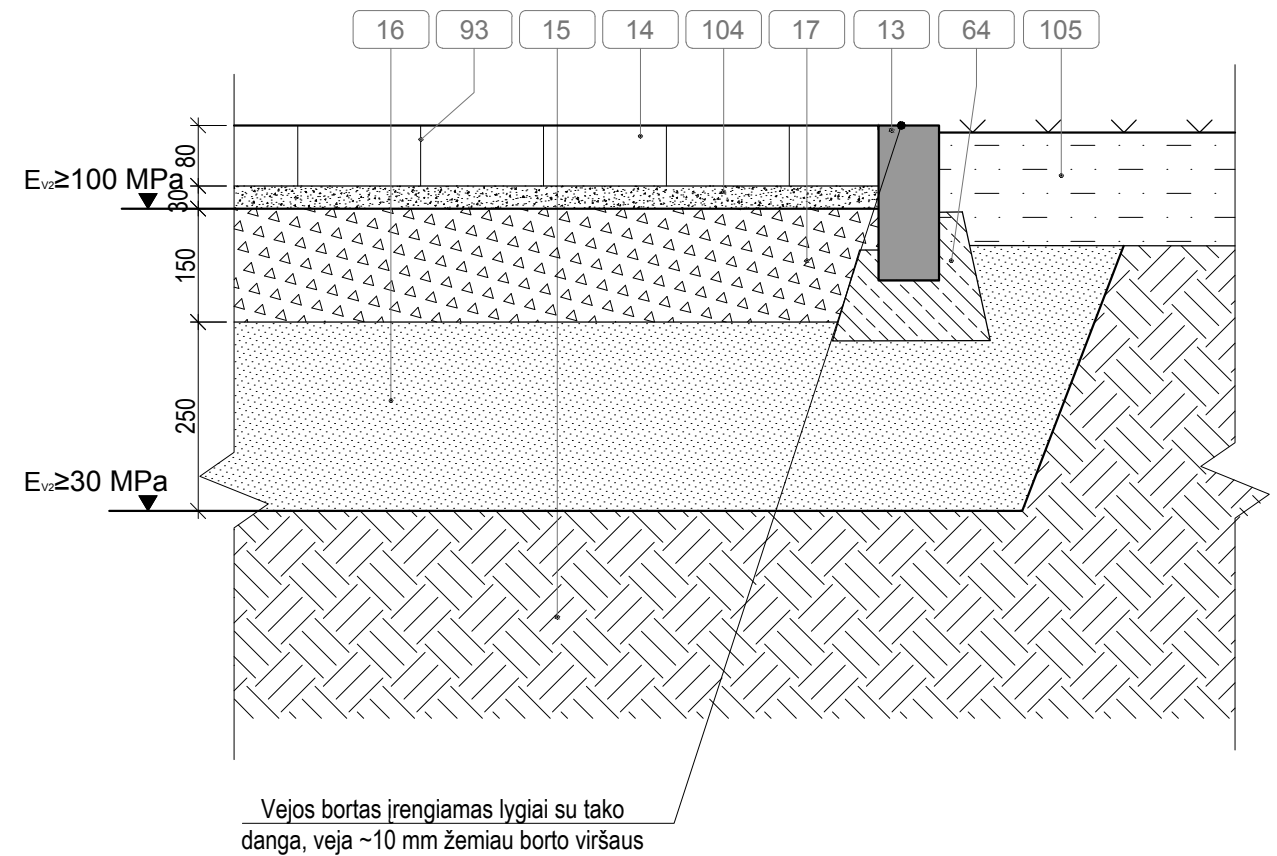 16 93 15 14 104 17 13 64 105
80
Eᵥ₂≥100 MPa
30
150
250
Eᵥ₂≥30 MPa
Vejos bortas įrengiamas lygiai su tako
danga, veja ~10 mm žemiau borto viršaus